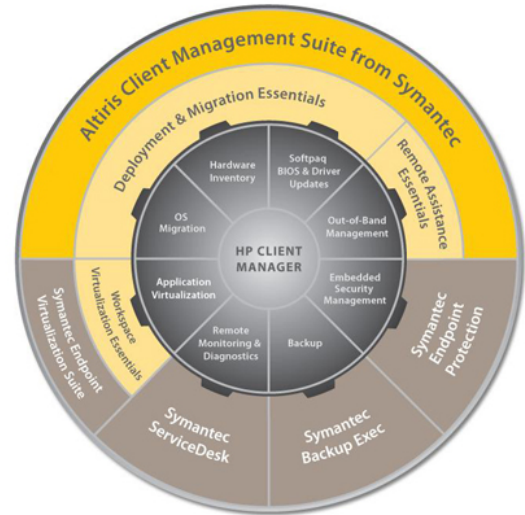 Altiris Client Management Suite from Symantec
Deployment & Migration Essentials
Remote Assistance
Essentials
Hardware
Inventory
Softpaq
BIOS & Driver
Updates
OS
Migration
Out-of-Band
Management
HP CLIENT
MANAGER
Application
Virtualization
Embedded
Security
Management
Remote
Monitoring &
Diagnostics
Backup
Workspace
Virtualization Essentials
Symantec Endpoint
Virtualization Suite
Symantec
ServiceDesk
Symantec
Backup Exec
Symantec
Endpoint
Protection